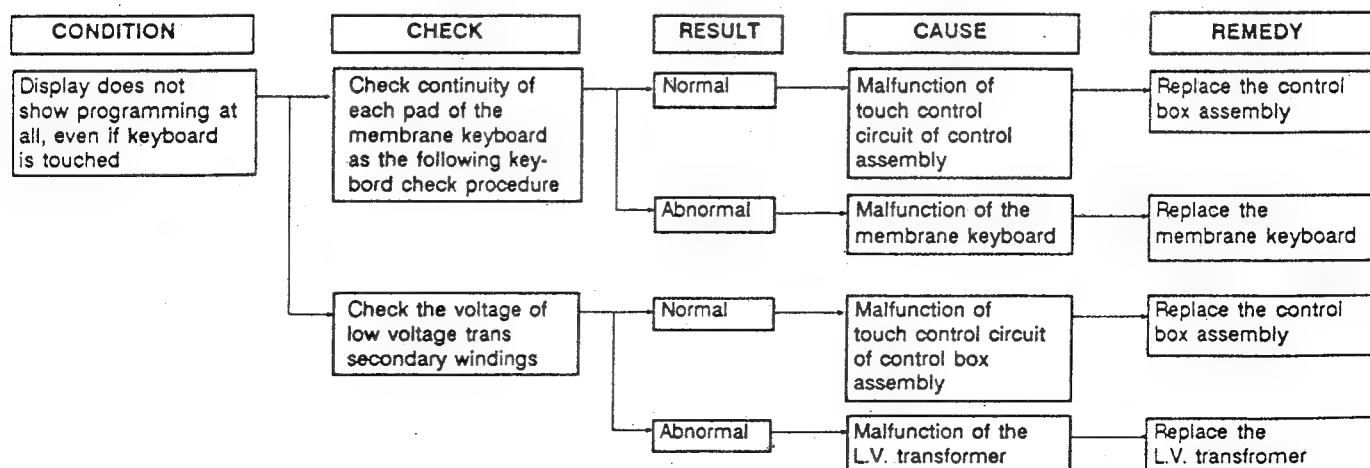 CONDITION
CHECK
RESULT
CAUSE
REMEDY
Display does not
show programming at
all, even if keyboard
is touched
Check continuity of
each pad of the
membrane keyboard
as the following key-
bord check procedure
Normal
Malfunction of
touch control
circuit of control
assembly
Replace the control
box assembly
Abnormal
Malfunction of the
membrane keyboard
Replace the
membrane keyboard
Check the voltage of
low voltage trans
secondary windings
Normal
Malfunction of
touch control circuit
of control box
assembly
Replace the control
box assembly
Abnormal
Malfunction of the
L.V. transformer
Replace the
L.V. transfromer